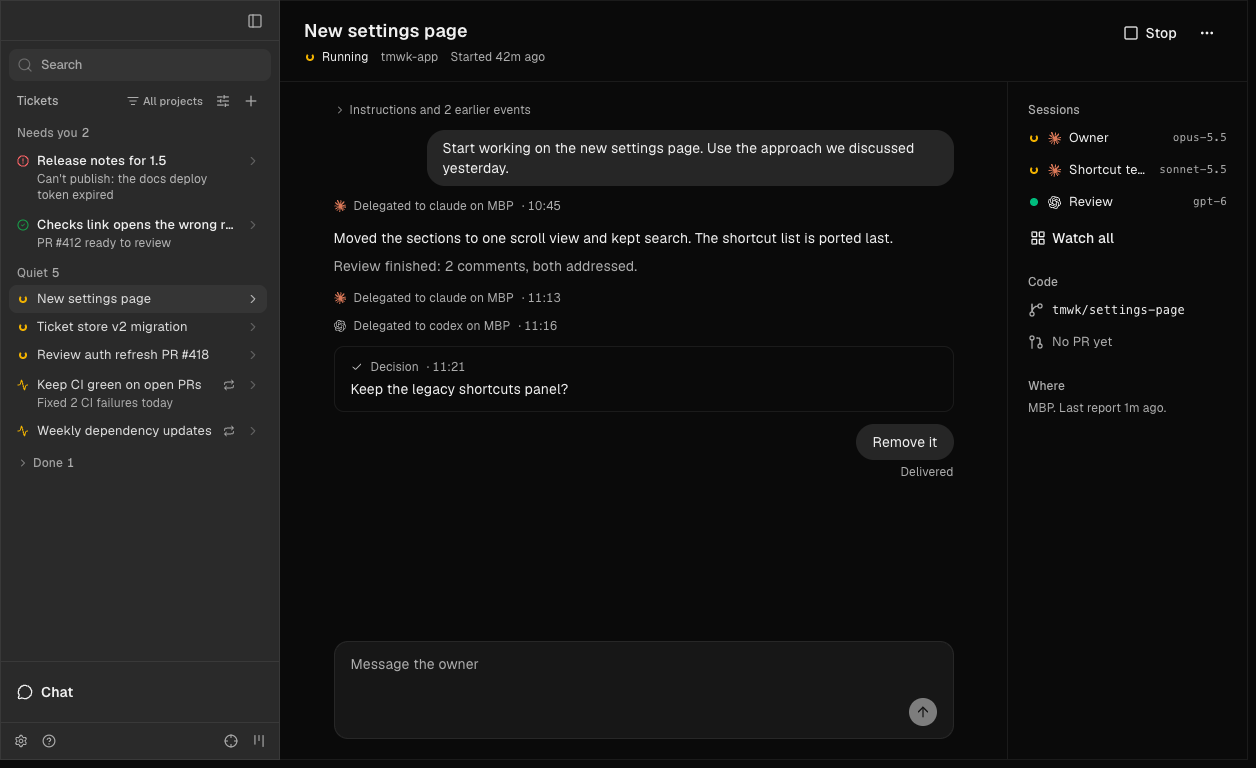 Search
Tickets
All projects
Needs you 2
Release notes for 1.5
Can't publish: the docs deploy
token expired
Checks link opens the wrong r...
PR #412 ready to review
Quiet 5
New settings page
Ticket store v2 migration
Review auth refresh PR #418
Keep CI green on open PRs
Fixed 2 CI failures today
Weekly dependency updates
Done 1
Chat
New settings page
Running tmwk-app Started 42m ago
Stop
Instructions and 2 earlier events
Start working on the new settings page. Use the approach we discussed
yesterday.
Delegated to claude on MBP · 10:45
Moved the sections to one scroll view and kept search. The shortcut list is ported last.
Review finished: 2 comments, both addressed.
Delegated to claude on MBP · 11:13
Delegated to codex on MBP · 11:16
Decision · 11:21
Keep the legacy shortcuts panel?
Remove it
Delivered
Message the owner
Sessions
Owner opus-5.5
Shortcut te... sonnet-5.5
Review gpt-6
Watch all
Code
tmwk/settings-page
No PR yet
Where
MBP. Last report 1m ago.